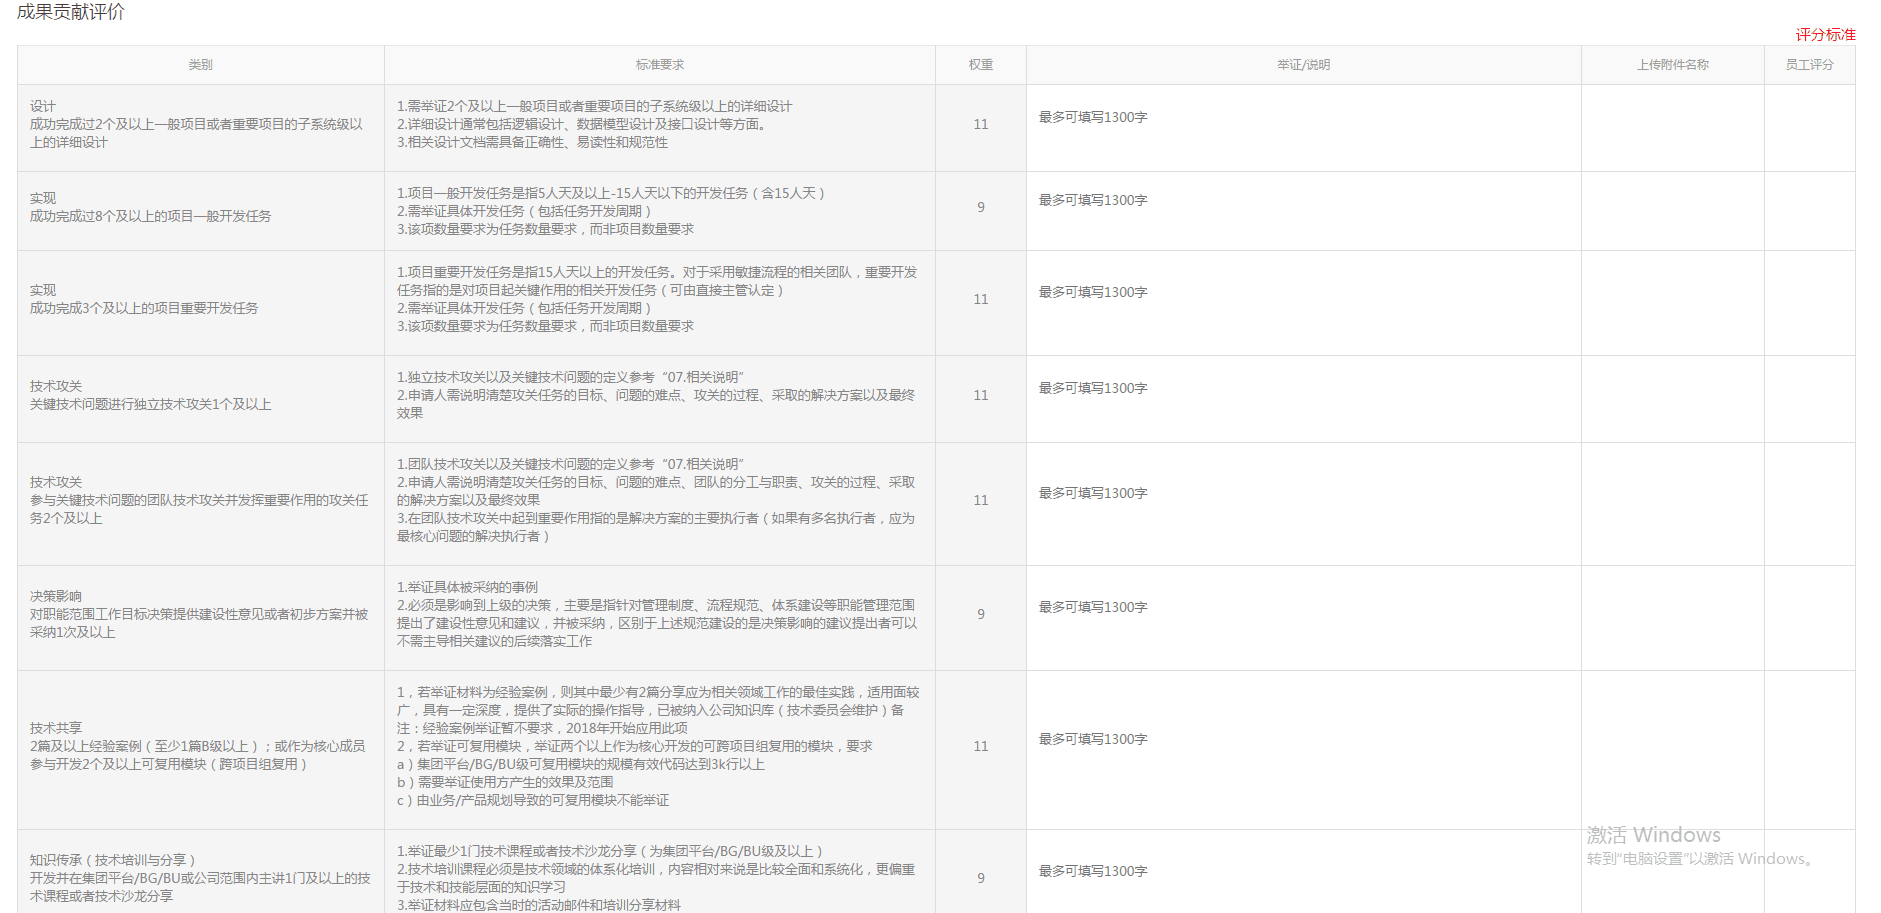 成果贡献评价
评分标准
类别
标准要求
权重
举证/说明
上传附件名称
员工评分
设计
成功完成过2个及以上一般项目或者重要项目的子系统级以
上的详细设计
1.需举证2个及以上一般项目或者重要项目的子系统级以上的详细设计
2.详细设计通常包括逻辑设计、数据模型设计及接口设计等方面。
3.相关设计文档需具备正确性、易读性和规范性
11
最多可填写1300字
实现
成功完成过8个及以上的项目一般开发任务
1.项目一般开发任务是指5人天及以上-15人天以下的开发任务（含15人天）
2.需举证具体开发任务（包括任务开发周期）
3.该项数量要求为任务数量要求，而非项目数量要求
9
最多可填写1300字
实现
成功完成3个及以上的项目重要开发任务
1.项目重要开发任务是指15人天以上的开发任务。对于采用敏捷流程的相关团队，重要开发
任务指的是对项目起关键作用的相关开发任务（可由直接主管认定）
2.需举证具体开发任务（包括任务开发周期）
3.该项数量要求为任务数量要求，而非项目数量要求
11
最多可填写1300字
技术攻关
关键技术问题进行独立技术攻关1个及以上
1.独立技术攻关以及关键技术问题的定义参考“07.相关说明”
2.申请人需说明清楚攻关任务的目标、问题的难点、攻关的过程、采取的解决方案以及最终
效果
11
最多可填写1300字
技术攻关
参与关键技术问题的团队技术攻关并发挥重要作用的攻关任
务2个及以上
1.团队技术攻关以及关键技术问题的定义参考“07.相关说明”
2.申请人需说明清楚攻关任务的目标、问题的难点、团队的分工与职责、攻关的过程、采取
的解决方案以及最终效果
3.在团队技术攻关中起到重要作用指的是解决方案的主要执行者（如果有多名执行者，应为
最核心问题的解决执行者）
11
最多可填写1300字
决策影响
对职能范围工作目标决策提供建设性意见或者初步方案并被
采纳1次及以上
1.举证具体被采纳的事例
2.必须是影响到上级的决策，主要是指针对管理制度、流程规范、体系建设等职能管理范围
提出了建设性意见和建议，并被采纳，区别于上述规范建设的是决策影响的建议提出者可以
不需主导相关建议的后续落实工作
9
最多可填写1300字
技术共享
2篇及以上经验案例（至少1篇B级以上）；或作为核心成员
参与开发2个及以上可复用模块（跨项目组复用）
1，若举证材料为经验案例，则其中最少有2篇分享应为相关领域工作的最佳实践，适用面较
广，具有一定深度，提供了实际的操作指导，已被纳入公司知识库（技术委员会维护）备
注：经验案例举证暂不要求，2018年开始应用此项
2，若举证可复用模块，举证两个以上作为核心开发的可跨项目组复用的模块，要求
a）集团平台/BG/BU级可复用模块的规模有效代码达到3k行以上
b）需要举证使用方产生的效果及范围
c）由业务/产品规划导致的可复用模块不能举证
11
最多可填写1300字
知识传承（技术培训与分享）
开发并在集团平台/BG/BU或公司范围内主讲1门及以上的技
术课程或者技术沙龙分享
1.举证最少1门技术课程或者技术沙龙分享（为集团平台/BG/BU级及以上）
2.技术培训课程必须是技术领域的体系化培训，内容相对来说是比较全面和系统化，更偏重
于技术和技能层面的知识学习
3.举证材料应包含当时的活动邮件和培训分享材料
9
最多可填写1300字
激活 Windows
转到“电脑设置”以激活 Windows。